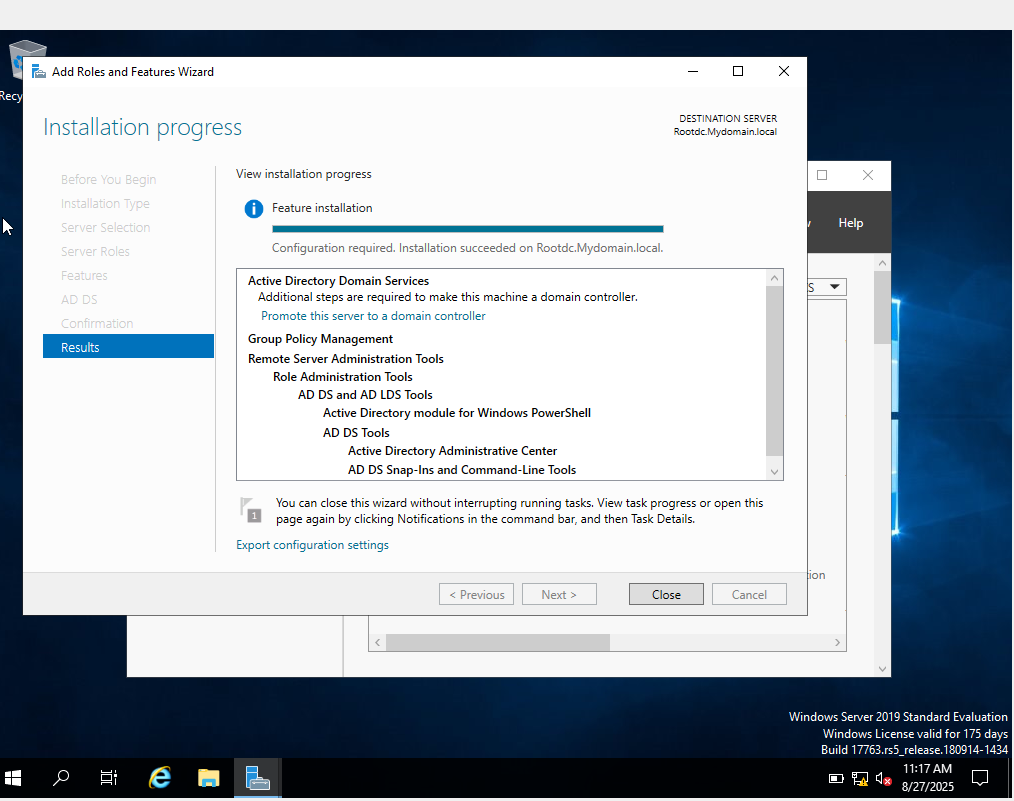 Recy
Add Roles and Features Wizard
Installation progress
DESTINATION SERVER
Rootdc.Mydomain.local
Before You Begin
Installation Type
Server Selection
Server Roles
Features
AD DS
Confirmation
Results
View installation progress
Feature installation
Configuration required. Installation succeeded on Rootdc.Mydomain.local.
Active Directory Domain Services
Additional steps are required to make this machine a domain controller.
Promote this server to a domain controller
Group Policy Management
Remote Server Administration Tools
Role Administration Tools
AD DS and AD LDS Tools
Active Directory module for Windows PowerShell
AD DS Tools
Active Directory Administrative Center
AD DS Snap-Ins and Command-Line Tools
1
You can close this wizard without interrupting running tasks. View task progress or open this
page again by clicking Notifications in the command bar, and then Task Details.
Export configuration settings
< Previous
Next >
Close
Cancel
Help
S
tion
Windows Server 2019 Standard Evaluation
Windows License valid for 175 days
Build 17763.rs5_release.180914-1434
11:17 AM
8/27/2025